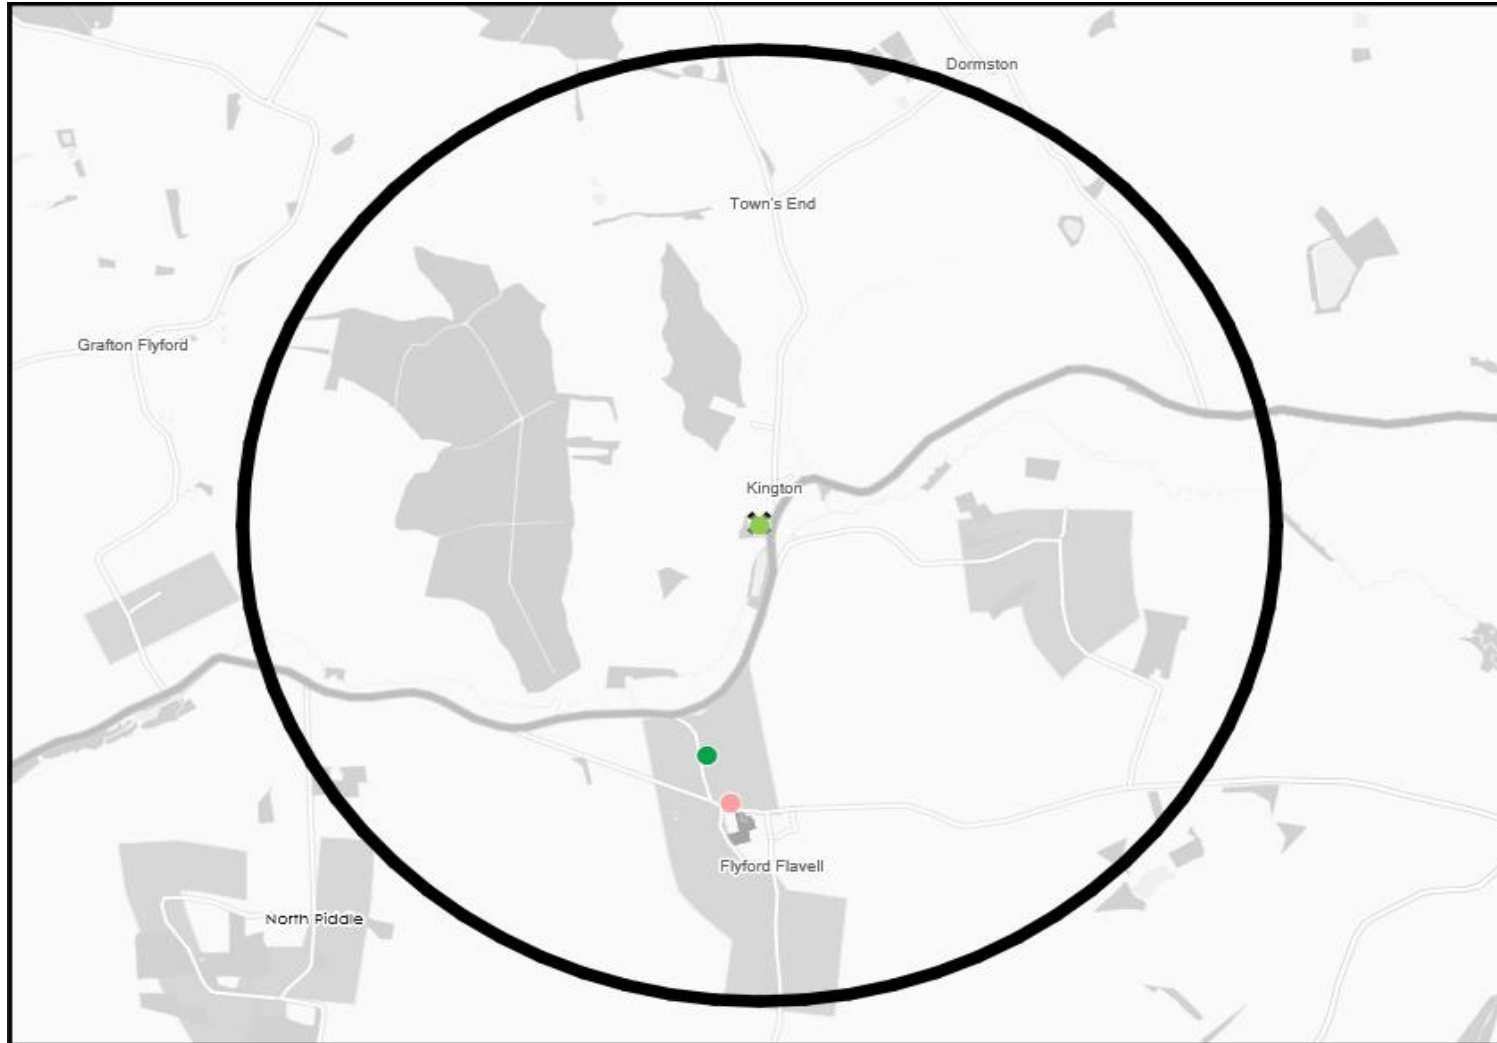 Dormston
Town's End
Grafton Flyford
Kington
Flyford Flavell
North Piddle